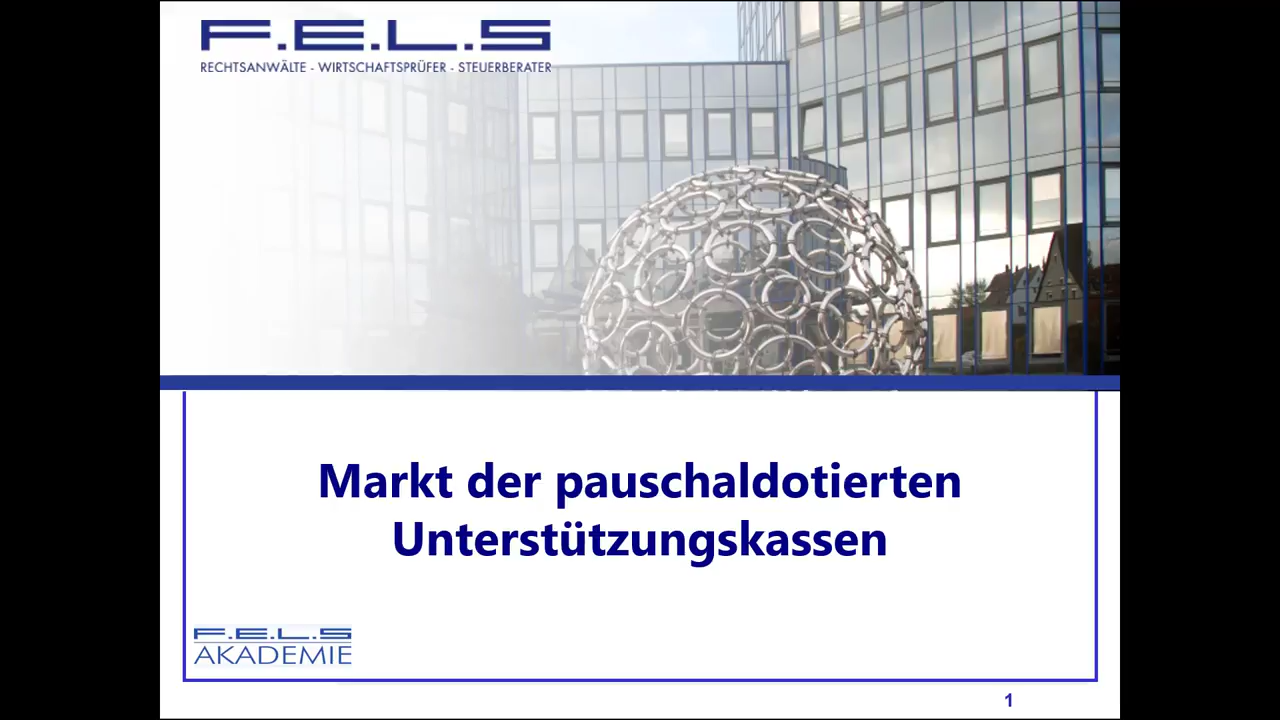 F.E.L.S
RECHTSANWÄLTE - WIRTSCHAFTSPRÜFER - STEUERBERATER
Markt der pauschaldotierten
Unterstützungskassen
F.E.L.S
AKADEMIE
1